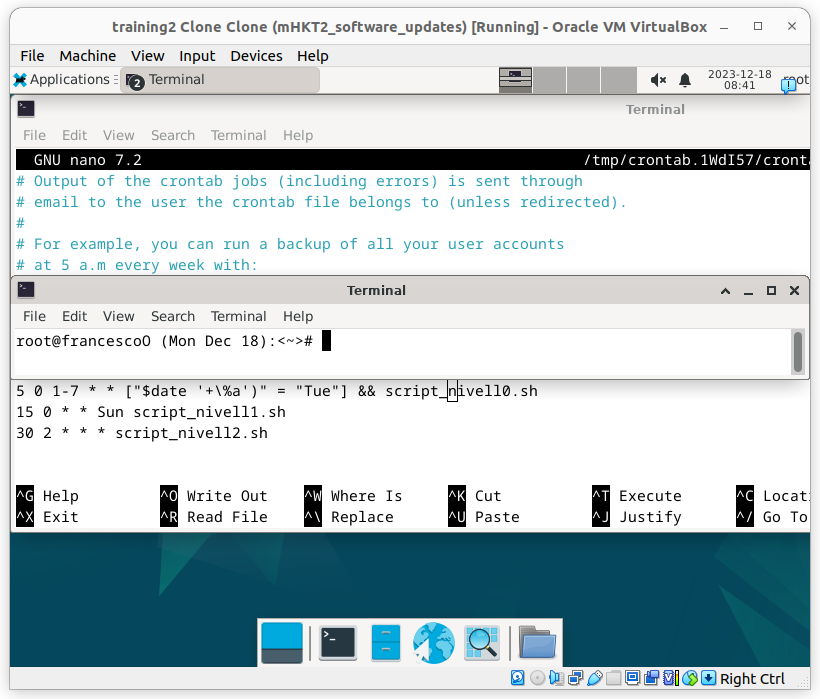 training2 Clone Clone (mHKT2_software_updates) [Running] - Oracle VM VirtualBox
File Machine View Input Devices Help
Applications 2 Terminal 2023-12-18 root
08:41
Terminal
File Edit View Search Terminal Help
GNU nano 7.2 /tmp/crontab.1WdI57/cront
# Output of the crontab jobs (including errors) is sent through
# email to the user the crontab file belongs to (unless redirected).
#
# For example, you can run a backup of all your user accounts
# at 5 a.m every week with:
Terminal
File Edit View Search Terminal Help
root@francescoO (Mon Dec 18):<~>#
5 0 1-7 * * ["$date '+\%a')" = "Tue"] && script_nivell0.sh
15 0 * * Sun script_nivell1.sh
30 2 * * * script_nivell2.sh
^G Help ^O Write Out ^W Where Is ^K Cut ^T Execute ^C Locat
^X Exit ^R Read File ^\ Replace ^U Paste ^J Justify ^/ Go To
Right Ctrl